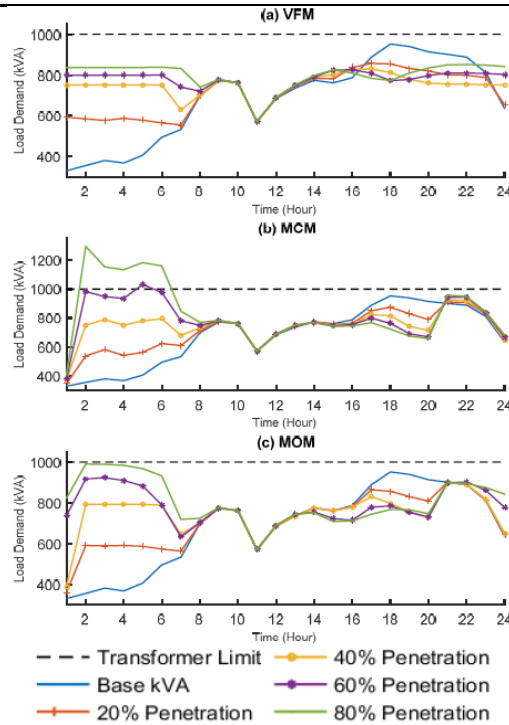 (a) VFM
1000
800
600
400
Load Demand (kVA)
2 4 6 8 10 12 14 16 18 20 22 24
Time (Hour)
(b) MCM
1200
1000
800
600
400
Load Demand (kVA)
2 4 6 8 10 12 14 16 18 20 22 24
Time (Hour)
(c) MOM
1000
800
600
400
Load Demand (kVA)
2 4 6 8 10 12 14 16 18 20 22 24
Time (Hour)
Transformer Limit 40% Penetration
Base kVA 60% Penetration
20% Penetration 80% Penetration